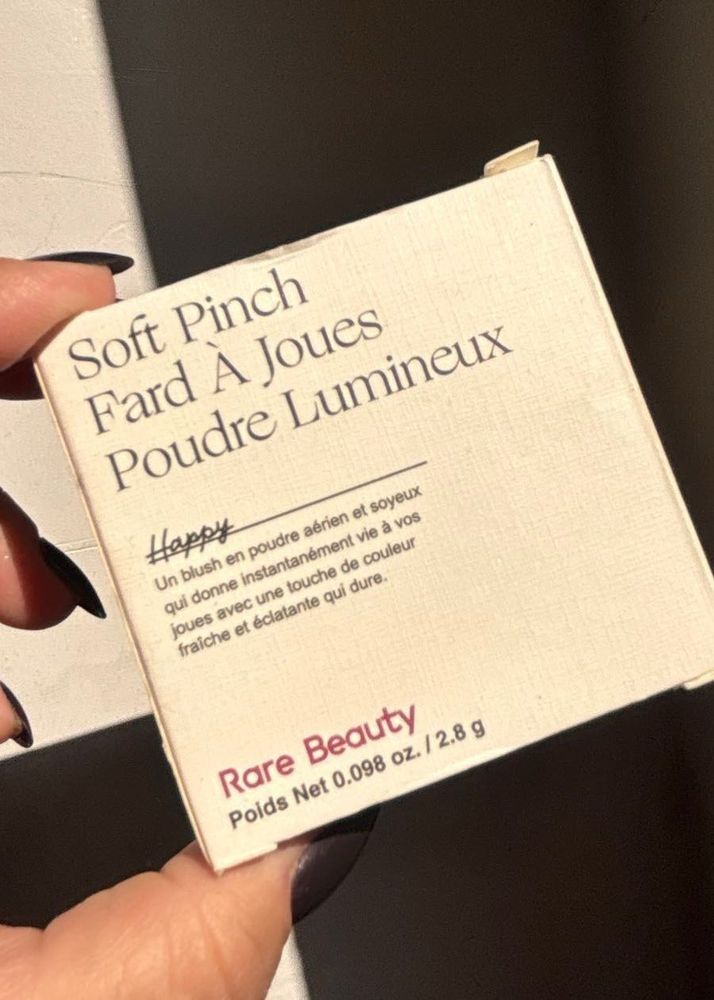 Soft Pinch
Fard À Joues
Poudre Lumineux
Happy
Un blush en poudre aérien et soyeux
qui donne instantanément vie à vos
joues avec une touche de couleur
fraîche et éclatante qui dure.
Rare Beauty
Poids Net 0.098 oz. / 2.8 g